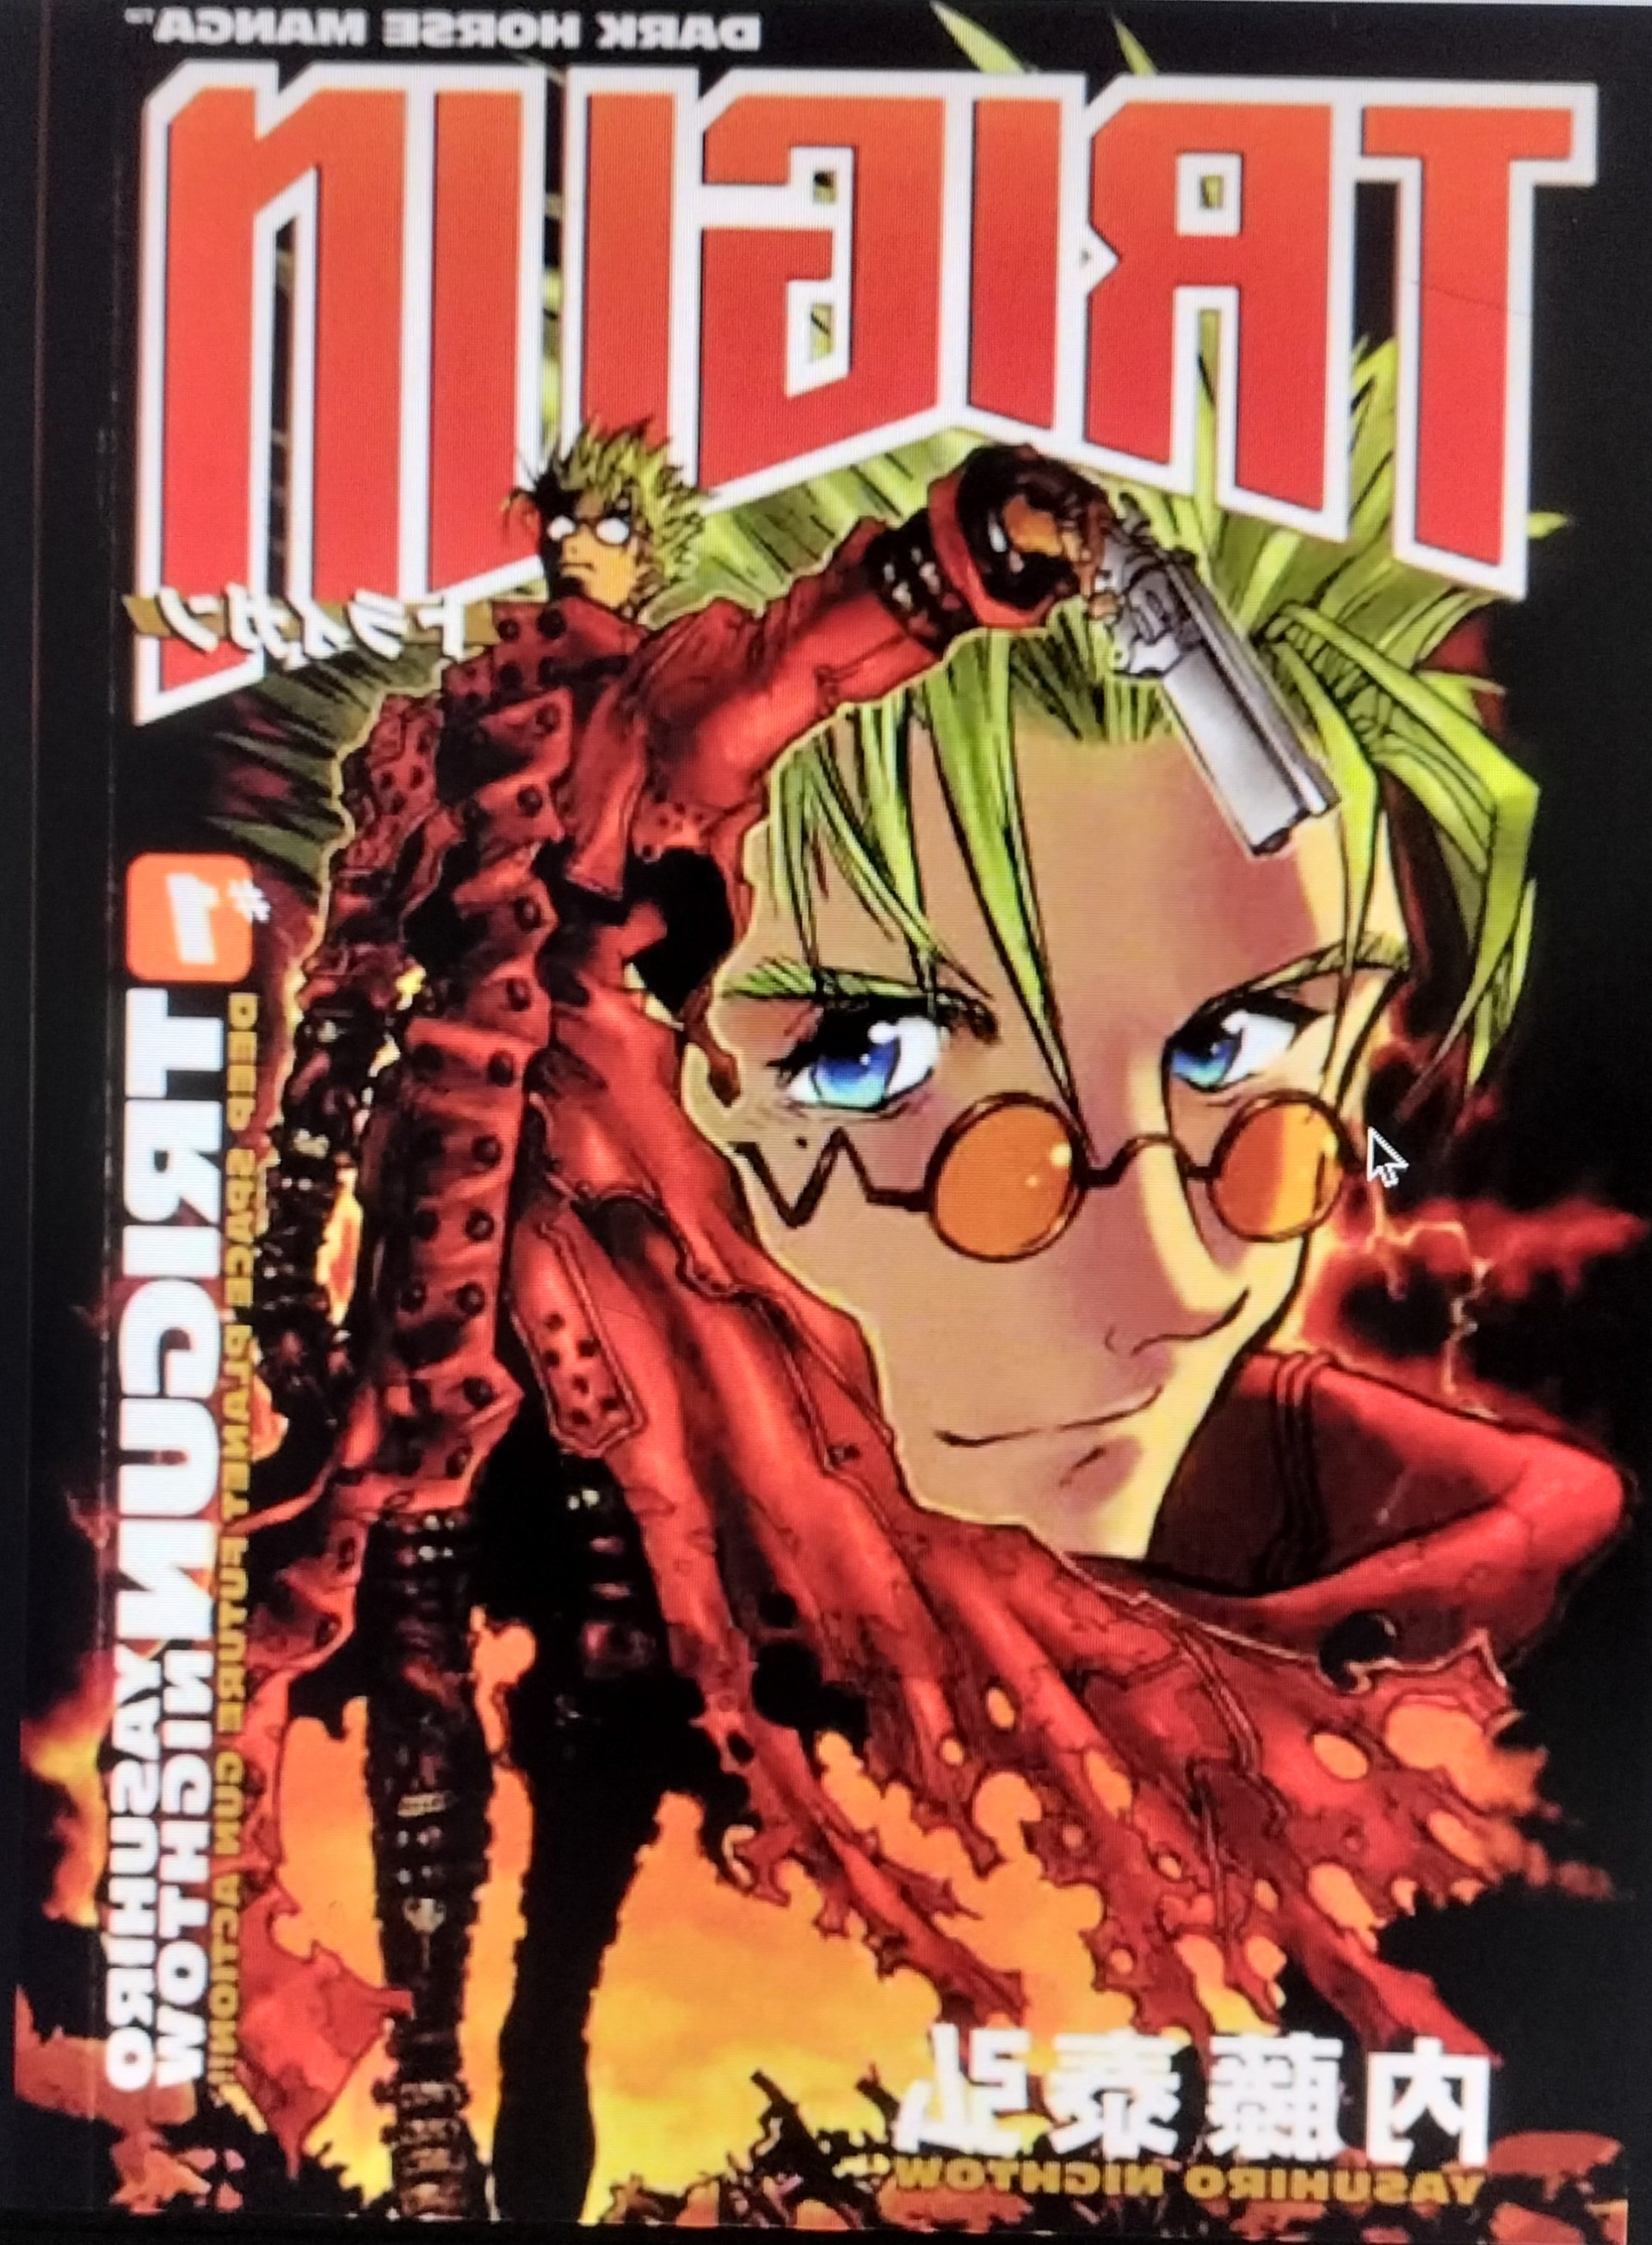 DARK HORSE MANGA™
TRIGUN
トライガン
#1
TRIGUN
DEEP SPACE PLANET FUTURE GUN ACTION!!
YASUHIRO
NIGHTOW
内藤泰弘
YASUHIRO NIGHTOW